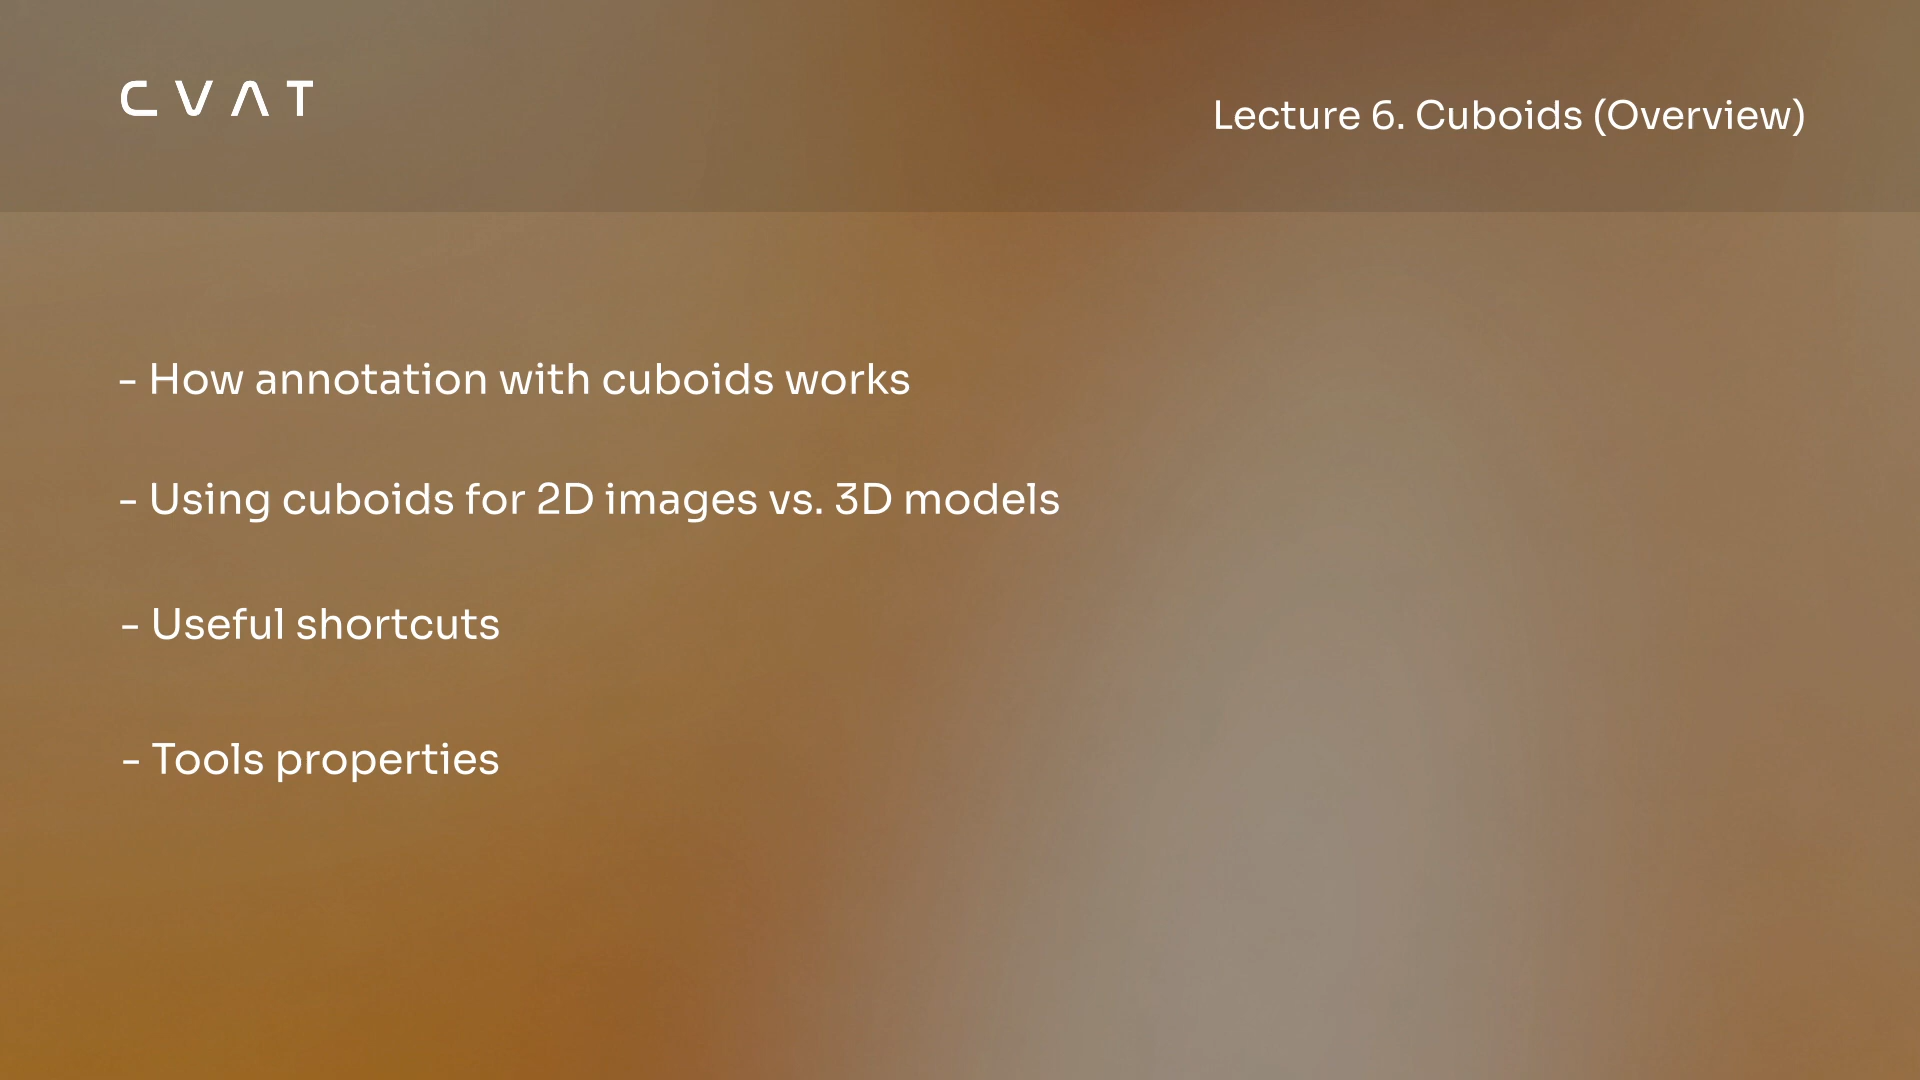 CVAT
Lecture 6. Cuboids (Overview)
- How annotation with cuboids works
- Using cuboids for 2D images vs. 3D models
- Useful shortcuts
- Tools properties